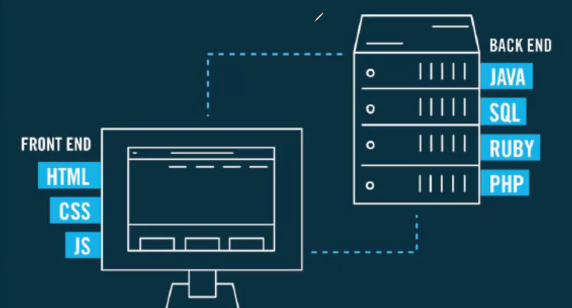 BACK END
JAVA
SQL
RUBY
PHP
FRONT END
HTML
CSS
JS